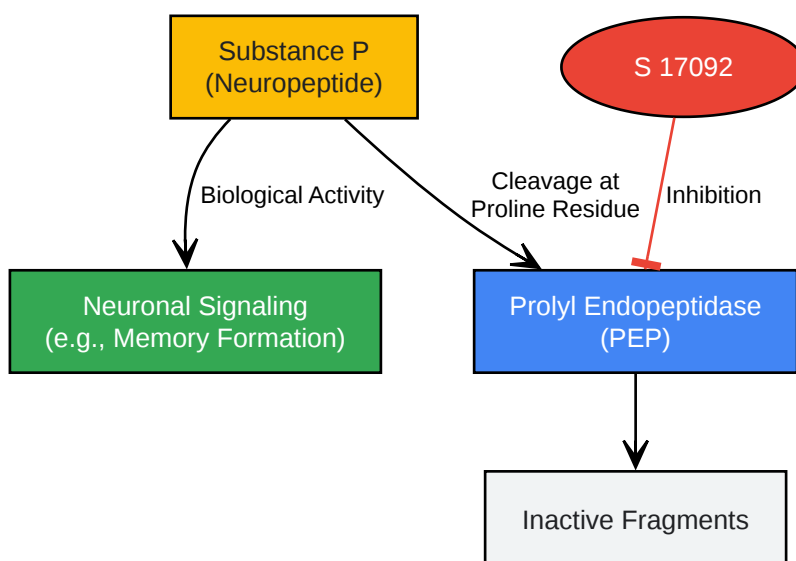 Substance P
(Neuropeptide)
S 17092
Biological Activity
Cleavage at
Proline Residue
Inhibition
Neuronal Signaling
(e.g., Memory Formation)
Prolyl Endopeptidase
(PEP)
Inactive Fragments